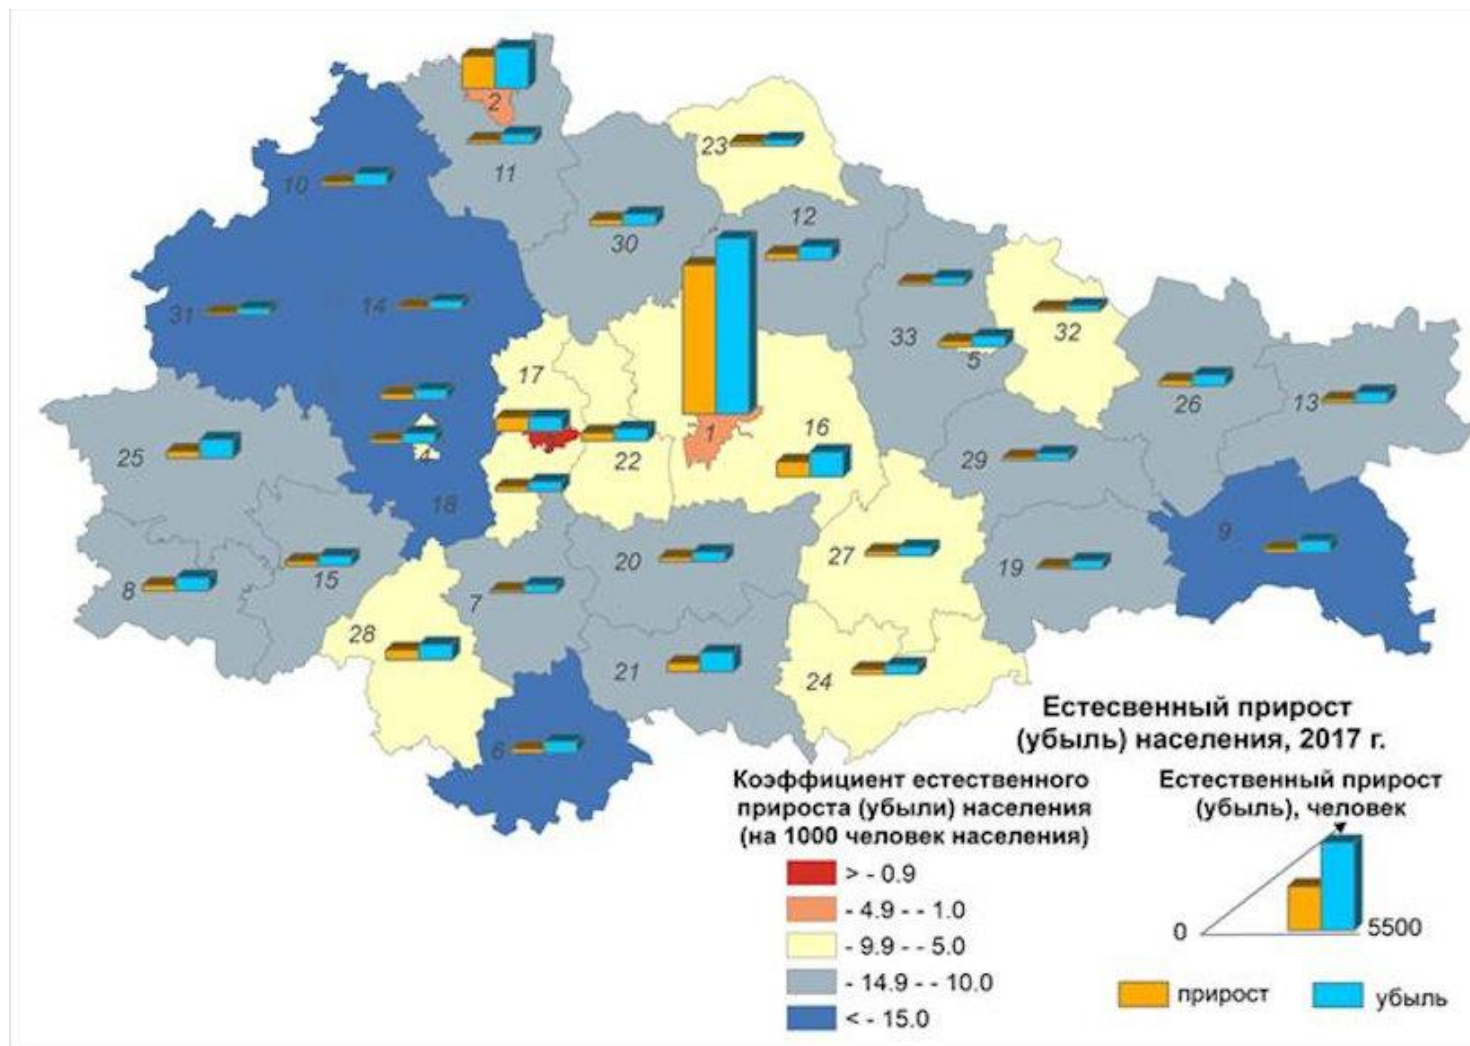 2
23
10
11
12
30
31
14
33
32
5
17
26
13
1
16
25
4
22
29
18
9
27
20
19
8
15
7
28
21
24
6
Естесвенный прирост
(убыль) населения, 2017 г.
Коэффициент естественного
прироста (убыли) населения
(на 1000 человек населения)
> - 0.9
- 4.9 - - 1.0
- 9.9 - - 5.0
- 14.9 - - 10.0
< - 15.0
Естественный прирост
(убыль), человек
0
5500
прирост
убыль